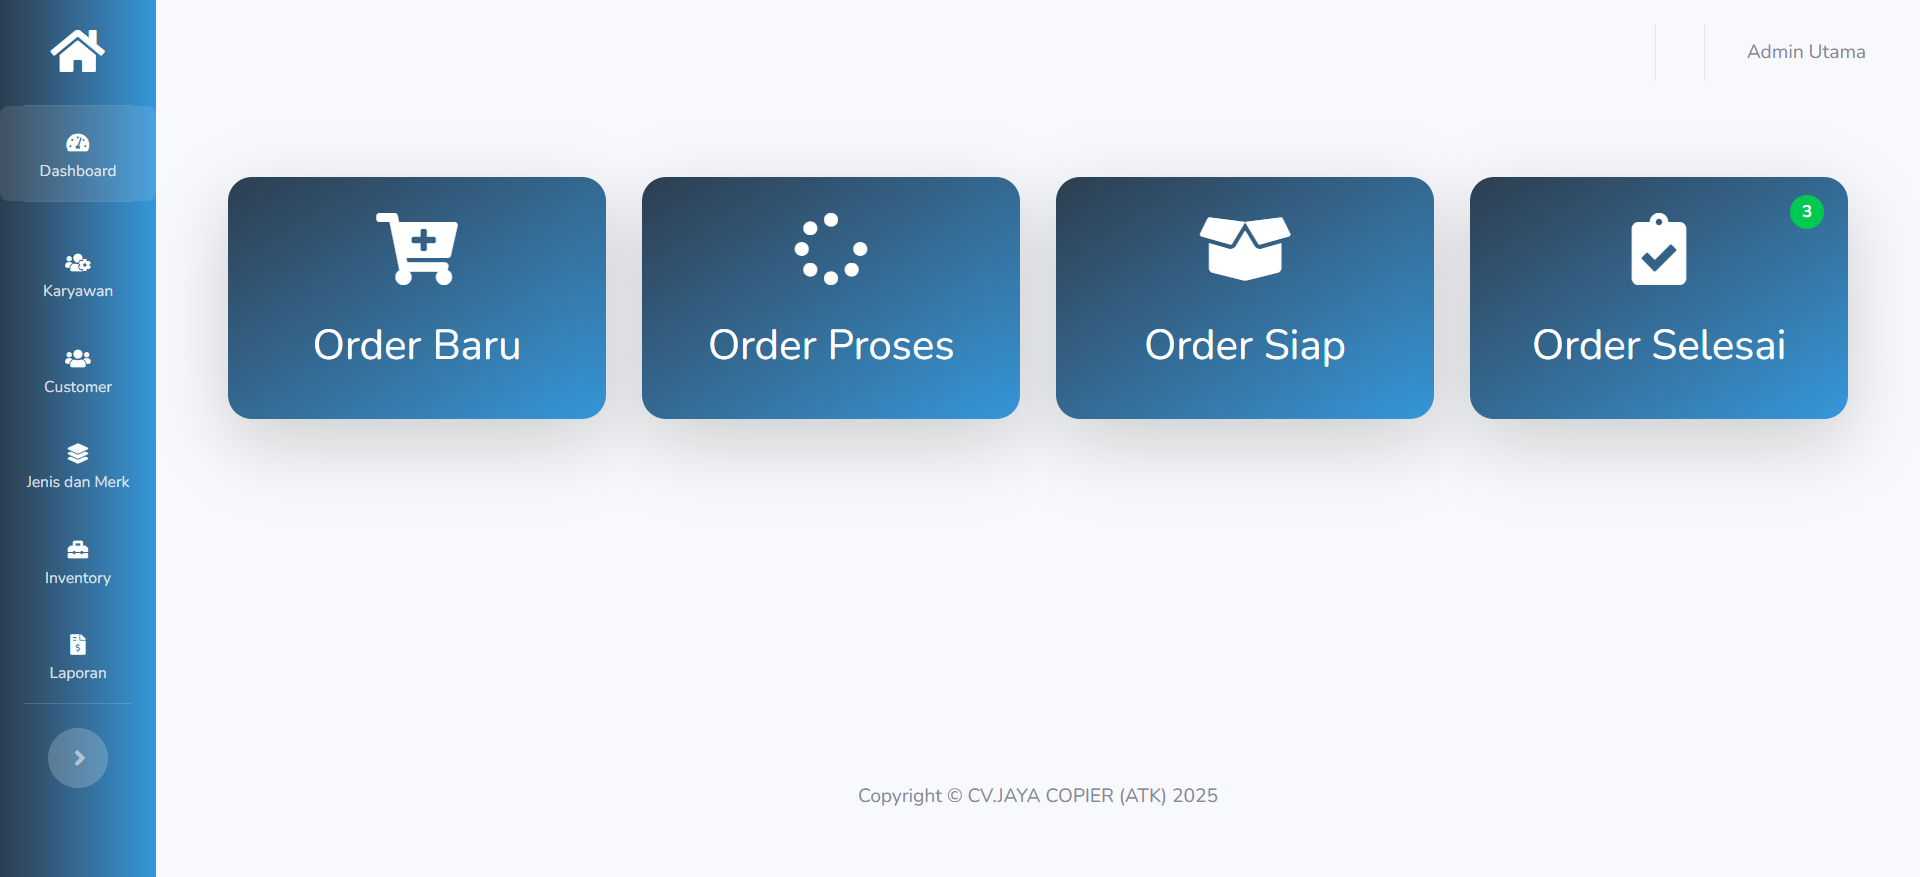 Admin Utama
Dashboard
Karyawan
Customer
Jenis dan Merk
Inventory
Laporan
Order Baru
Order Proses
Order Siap
3
Order Selesai
Copyright © CV.JAYA COPIER (ATK) 2025